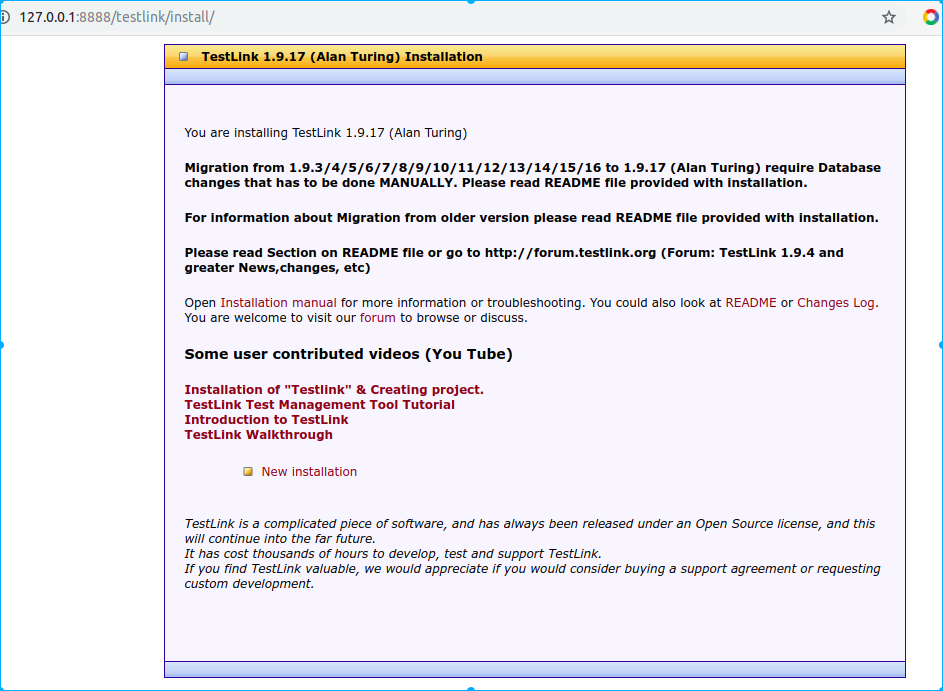 127.0.0.1:8888/testlink/install/
TestLink 1.9.17 (Alan Turing) Installation
You are installing TestLink 1.9.17 (Alan Turing)
Migration from 1.9.3/4/5/6/7/8/9/10/11/12/13/14/15/16 to 1.9.17 (Alan Turing) require Database
changes that has to be done MANUALLY. Please read README file provided with installation.
For information about Migration from older version please read README file provided with installation.
Please read Section on README file or go to http://forum.testlink.org (Forum: TestLink 1.9.4 and
greater News,changes, etc)
Open Installation manual for more information or troubleshooting. You could also look at README or Changes Log.
You are welcome to visit our forum to browse or discuss.
Some user contributed videos (You Tube)
Installation of "Testlink" & Creating project.
TestLink Test Management Tool Tutorial
Introduction to TestLink
TestLink Walkthrough
New installation
TestLink is a complicated piece of software, and has always been released under an Open Source license, and this
will continue into the far future.
It has cost thousands of hours to develop, test and support TestLink.
If you find TestLink valuable, we would appreciate if you would consider buying a support agreement or requesting
custom development.